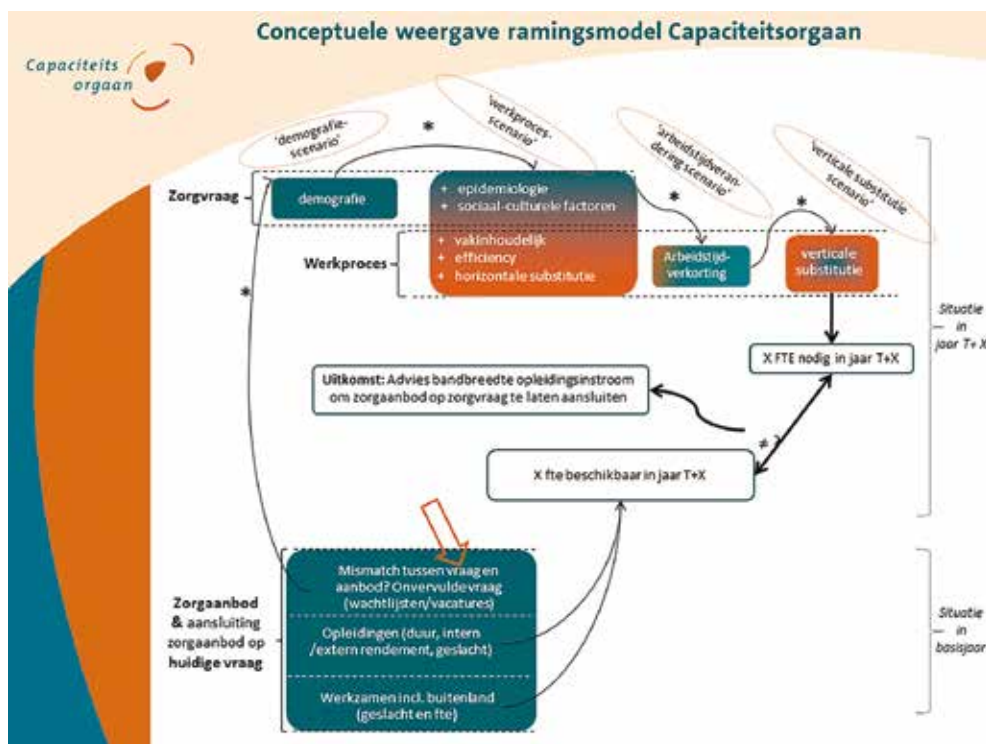 Conceptuele weergave ramingsmodel Capaciteitsorgaan
Capaciteits
orgaan
'demografie-
scenario'
*
'werkproces-
scenario'
'arbeidstijdveran-
dering scenario'
'verticale substitutie
scenario'
Zorgvraag
demografie
+ epidemiologie
+ sociaal-culturele factoren
*
*
Werkproces
+ vakinhoudelijk
+ efficiency
+ horizontale substitutie
Arbeidstijd-
verkorting
verticale
substitutie
*
Situatie
— in
jaar T+ X
X FTE nodig in jaar T+X
Uitkomst: Advies bandbreedte opleidingsinstroom
om zorgaanbod op zorgvraag te laten aansluiten
≠
X fte beschikbaar in jaar T+X
Zorgaanbod
& aansluiting
zorgaanbod op
huidige vraag
Mismatch tussen vraag en
aanbod? Onvervulde vraag
(wachtlijsten/vacatures)
Opleidingen (duur, intern
/extern rendement, geslacht)
Werkzamen incl. buitenland
(geslacht en fte)
Situatie
— in
basisjaar